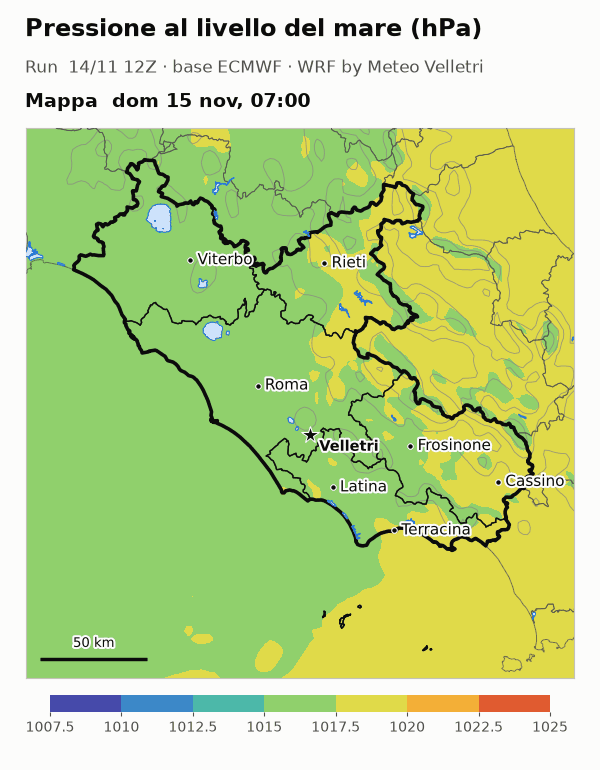 Pressione al livello del mare (hPa)
Run 14/11 12Z · base ECMWF · WRF by Meteo Velletri
Mappa dom 15 nov, 07:00
Viterbo
Rieti
Roma
Velletri
Frosinone
Latina
Cassino
Terracina
50 km
1007.5 1010 1012.5 1015 1017.5 1020 1022.5 1025